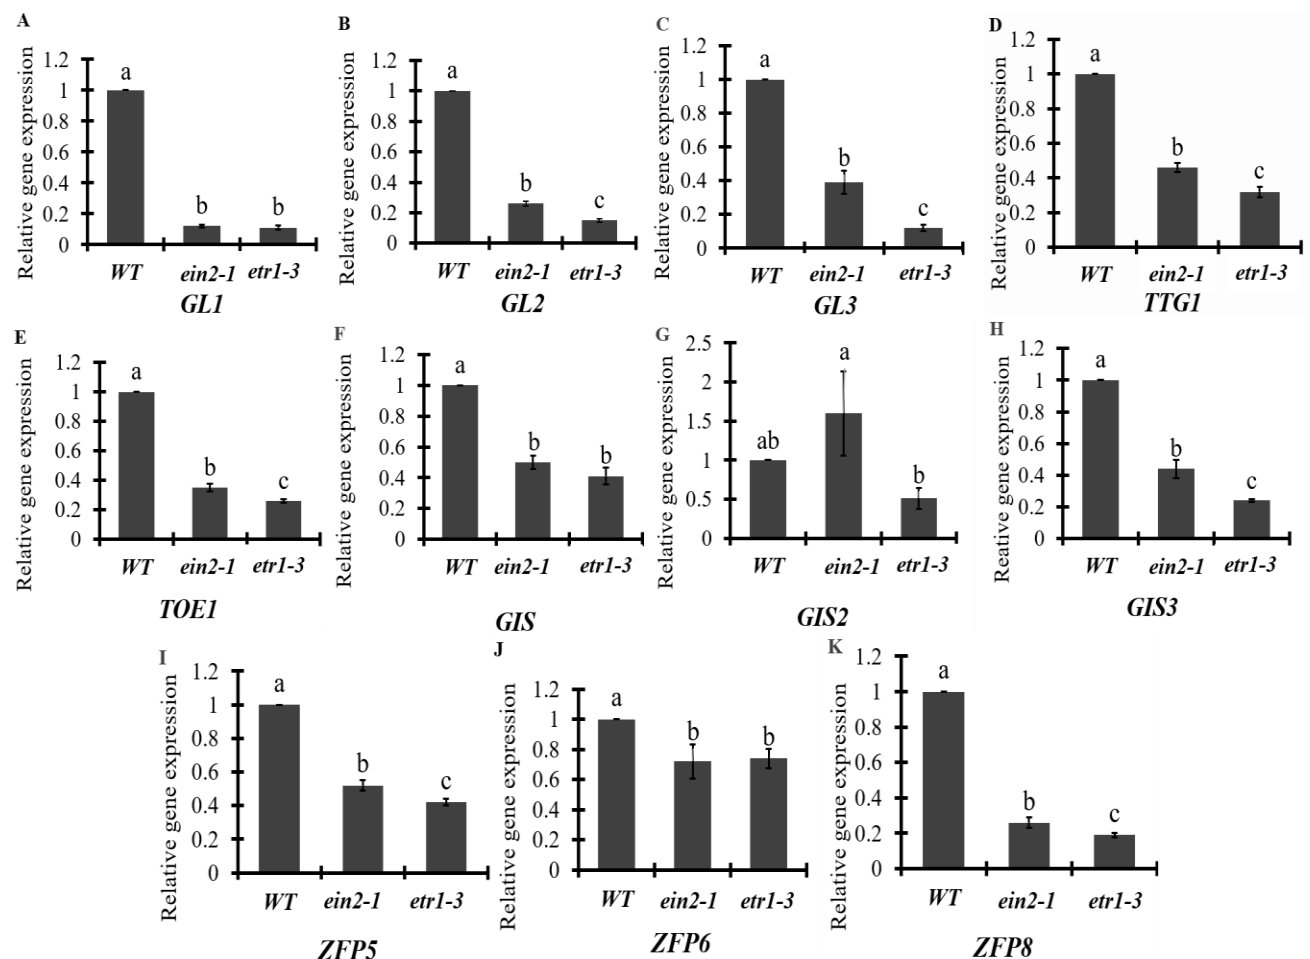 A
Relative gene expression
1.2
1
0.8
0.6
0.4
0.2
0
a
b
b
WT ein2-1 etr1-3
GL1
B
Relative gene expression
1.2
1
0.8
0.6
0.4
0.2
0
a
b
c
WT ein2-1 etr1-3
GL2
C
Relative gene expression
1.2
1
0.8
0.6
0.4
0.2
0
a
b
c
WT ein2-1 etr1-3
GL3
D
Relative gene expression
1.2
1
0.8
0.6
0.4
0.2
0
a
b
c
WT ein2-1 etr1-3
TTG1
E
Relative gene expression
1.2
1
0.8
0.6
0.4
0.2
0
a
b
c
WT ein2-1 etr1-3
TOE1
F
Relative gene expression
1.2
1
0.8
0.6
0.4
0.2
0
a
b
b
WT ein2-1 etr1-3
GIS
G
Relative gene expression
2.5
2
1.5
1
0.5
0
ab
a
b
WT ein2-1 etr1-3
GIS2
H
Reative gene expression
1.2
1
0.8
0.6
0.4
0.2
0
a
b
c
WT ein2-1 etr1-3
GIS3
I
Relative gene expression
1.2
1
0.8
0.6
0.4
0.2
0
a
b
c
WT ein2-1 etr1-3
ZFP5
J
Relative gene expression
1.2
1
0.8
0.6
0.4
0.2
0
a
b
b
WT ein2-1 etr1-3
ZFP6
K
Relative gene expression
1.2
1
0.8
0.6
0.4
0.2
0
a
b
c
WT ein2-1 etr1-3
ZFP8